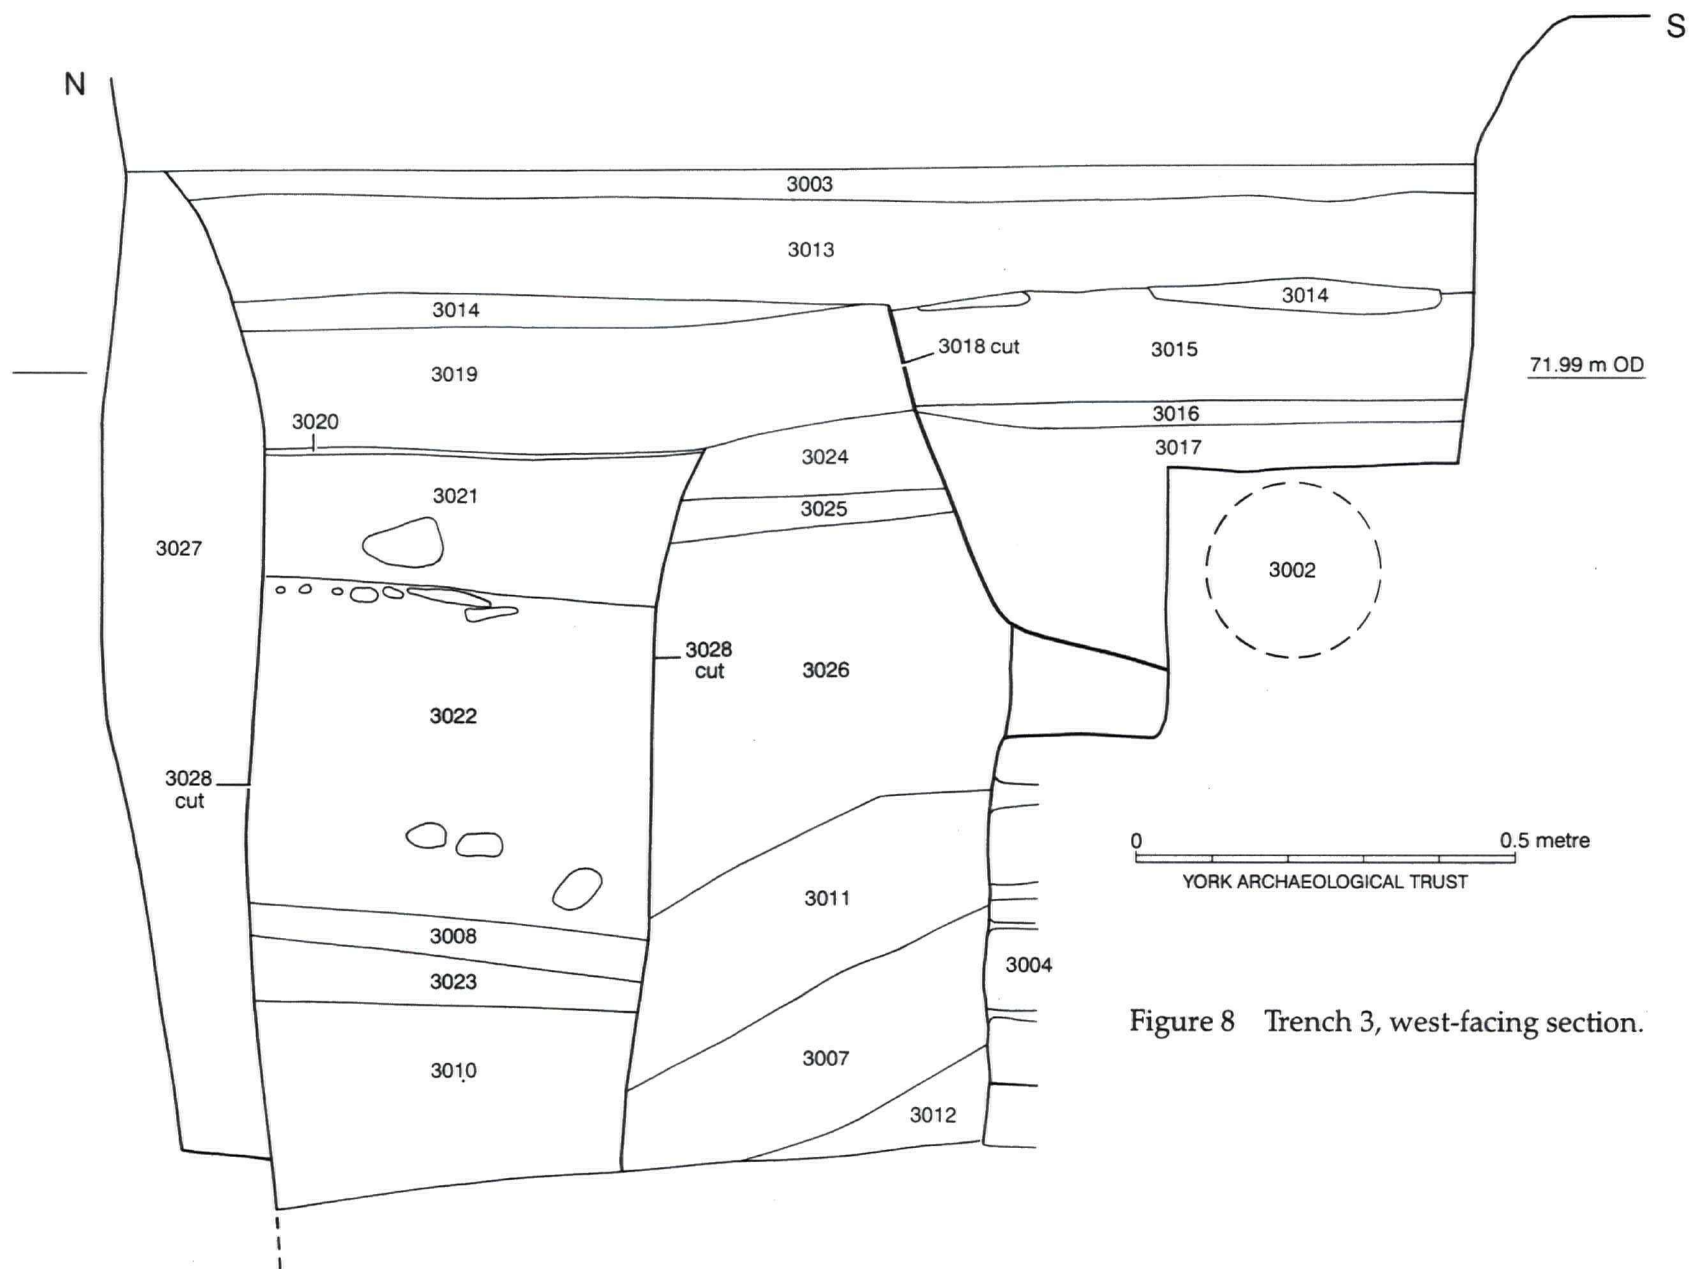 S
N
3003
3013
3014
3014
3018 cut
3015
71.99 m OD
3019
3016
3020
3017
3024
3021
3025
3027
3002
3028
cut
3026
3022
3028
cut
0 0.5 metre
YORK ARCHAEOLOGICAL TRUST
3011
3008
3004
3023
Figure 8 Trench 3, west-facing section.
3007
3010
3012